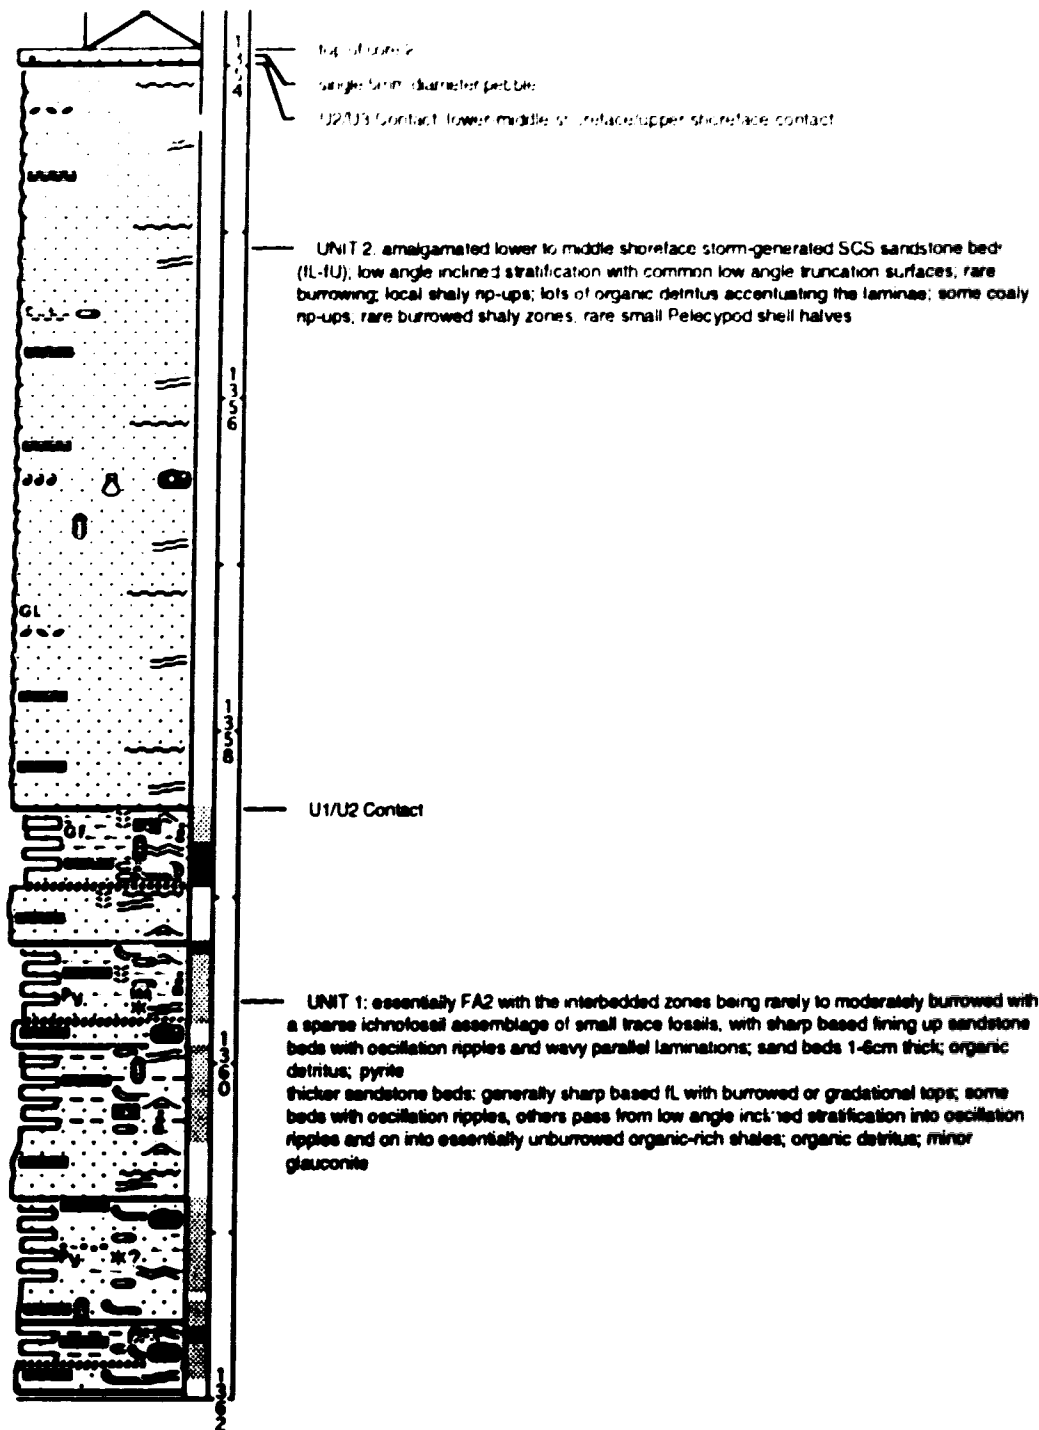 top of core 2
1354
single 5mm diameter pebble
U2/U3 Contact lower middle shoreface/upper shoreface contact
UNIT 2: amalgamated lower to middle shoreface storm-generated SCS sandstone beds
(fL-fU); low angle inclined stratification with common low angle truncation surfaces; rare
burrowing; local shaly rip-ups; lots of organic detritus accentuating the laminae; some coaly
rip-ups; rare burrowed shaly zones, rare small Pelecypod shell halves
1356
GL
1358
U1/U2 Contact
Gr
UNIT 1: essentially FA2 with the interbedded zones being rarely to moderately burrowed with
a sparse ichnofossil assemblage of small trace fossils, with sharp based fining up sandstone
beds with oscillation ripples and wavy parallel laminations; sand beds 1-6cm thick; organic
detritus; pyrite
thicker sandstone beds: generally sharp based fL with burrowed or gradational tops; some
beds with oscillation ripples, others pass from low angle inclined stratification into oscillation
ripples and on into essentially unburrowed organic-rich shales; organic detritus; minor
glauconite
Py
1360
Py *?
1362